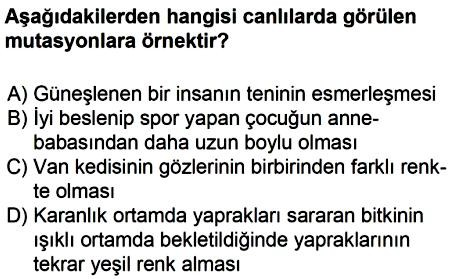 Aşağıdakilerden hangisi canlılarda görülen
mutasyonlara örnektir?
A) Güneşlenen bir insanın teninin esmerleşmesi
B) İyi beslenip spor yapan çocuğun anne-
babasından daha uzun boylu olması
C) Van kedisinin gözlerinin birbirinden farklı renk-
te olması
D) Karanlık ortamda yaprakları sararan bitkinin
ışıklı ortamda bekletildiğinde yapraklarının
tekrar yeşil renk alması